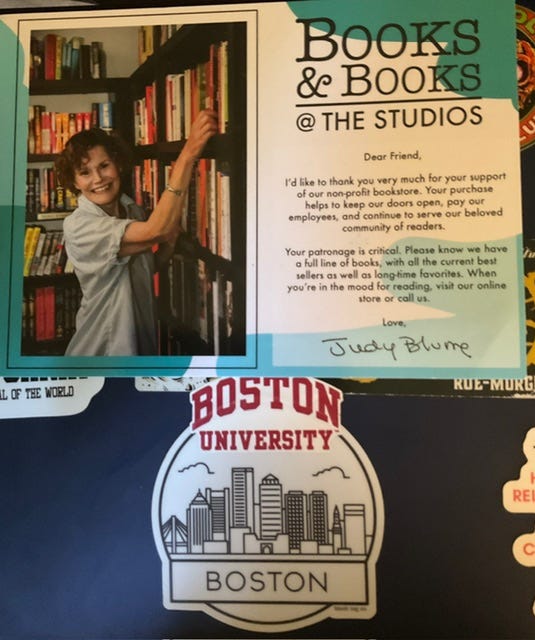 BOOKS
& BOOKS
@ THE STUDIOS
Dear Friend,
I'd like to thank you very much for your support
of our non-profit bookstore. Your purchase
helps to keep our doors open, pay our
employees, and continue to serve our beloved
community of readers.
Your patronage is critical. Please know we have
a full line of books, with all the current best
sellers as well as long-time favorites. When
you're in the mood for reading, visit our online
store or call us.
Love,
Judy Blume
AL OF THE WORLD
RUE-MORG
BOSTON
UNIVERSITY
BOSTON
H
REL
C